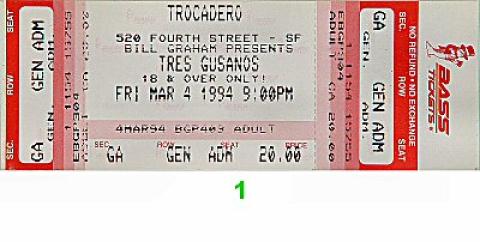 SEC. ROW SEAT
GA GEN ADM
TROCADERO
520 FOURTH STREET - SF
BILL GRAHAM PRESENTS
TRES GUSANOS
18 & OVER ONLY!
FRI MAR 4 1994 9:00PM
4MAR94 BGP403 ADULT
SEC. ROW SEAT PRICE
GA GEN ADM 20.00
GA GEN ADM
SEC. ROW SEAT
NO REFUND • NO EXCHANGE
BASS
TICKETS
1